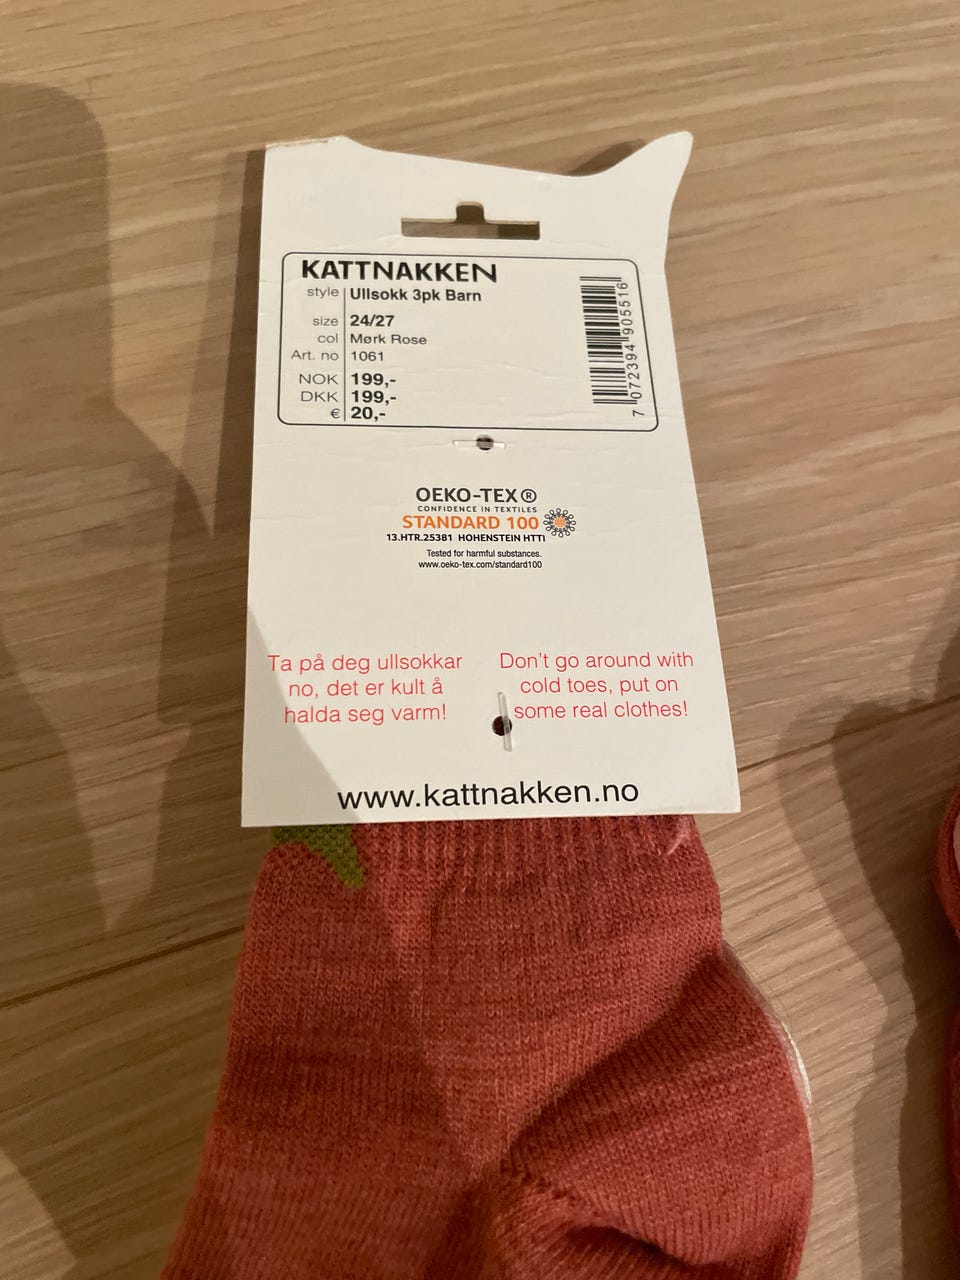 KATTNAKKEN
style Ullsokk 3pk Barn
size 24/27
col Mørk Rose
Art. no 1061
NOK 199,-
DKK 199,-
€ 20,-
7 072394 905516
OEKO-TEX®
CONFIDENCE IN TEXTILES
STANDARD 100
13.HTR.25381 HOHENSTEIN HTTI
Tested for harmful substances.
www.oeko-tex.com/standard100
Ta på deg ullsokkar
no, det er kult å
halda seg varm!
Don't go around with
cold toes, put on
some real clothes!
www.kattnakken.no